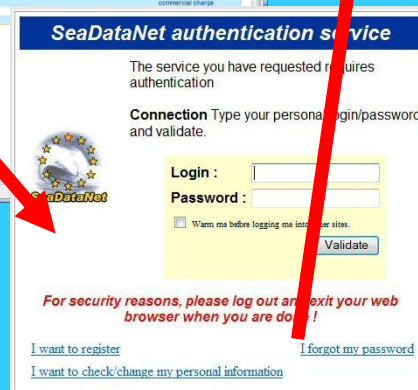 commercial charge
SeaDataNet authentication service
The service you have requested requires
authentication
Connection Type your personal login/password
and validate.
SeaDataNet
Login :
Password :
Warn me before logging me into other sites.
Validate
For security reasons, please log out and exit your web
browser when you are done !
I want to register
I forgot my password
I want to check/change my personal information